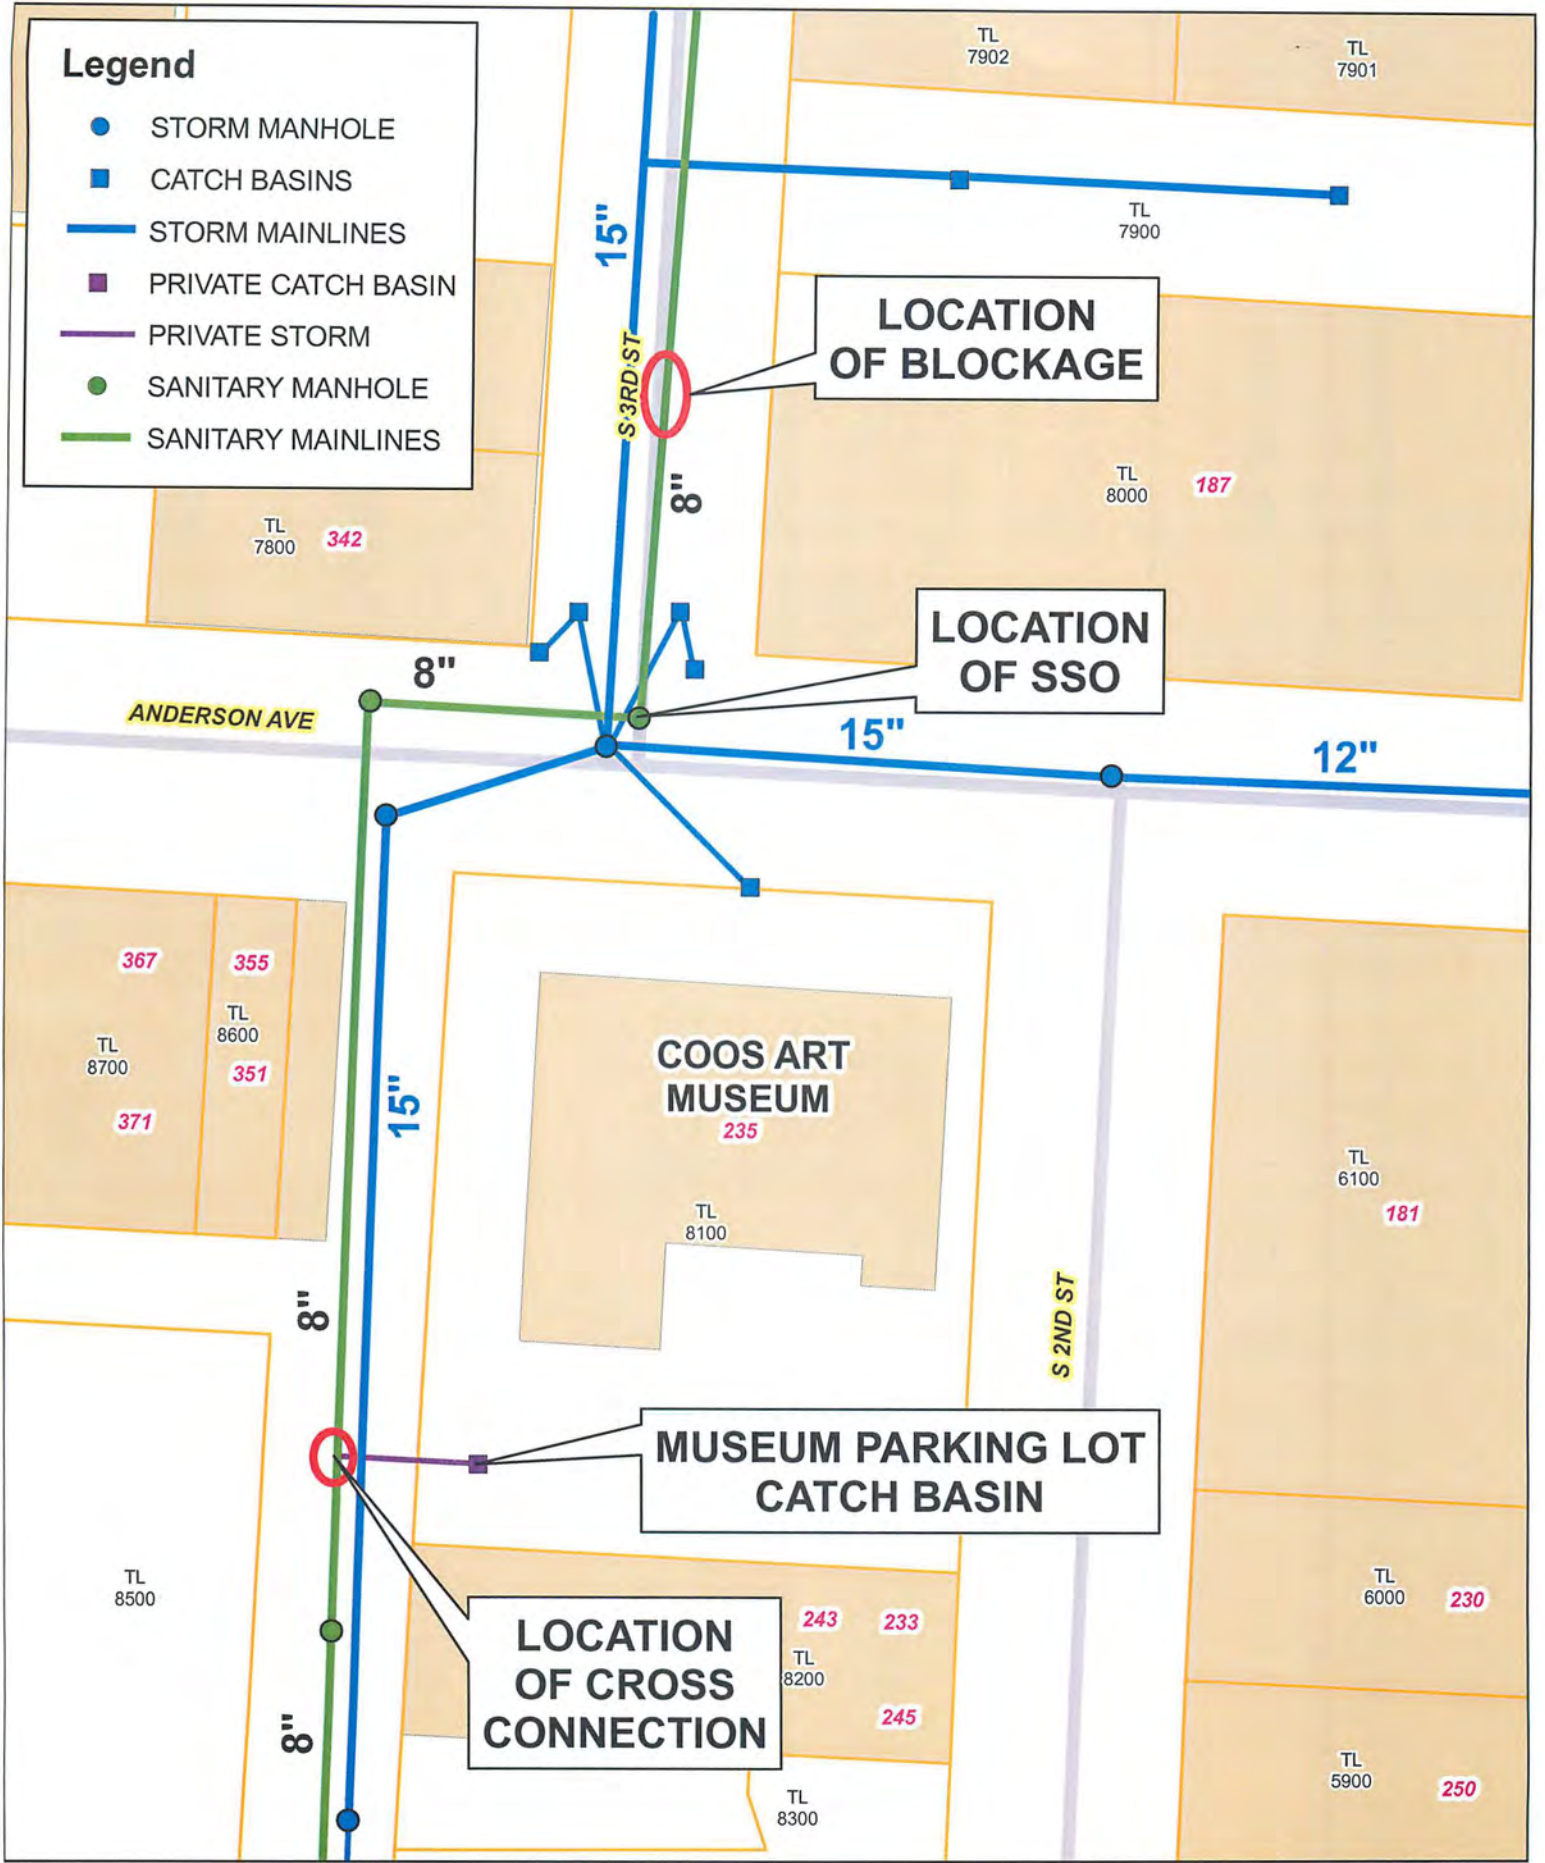 Legend
STORM MANHOLE
CATCH BASINS
STORM MAINLINES
PRIVATE CATCH BASIN
PRIVATE STORM
SANITARY MANHOLE
SANITARY MAINLINES
TL
7902
TL
7901
15"
TL
7900
LOCATION
OF BLOCKAGE
S 3RD ST
8"
TL
8000
187
TL
7800
342
LOCATION
OF SSO
8"
ANDERSON AVE
15"
12"
367
355
TL
8600
TL
8700
351
371
15"
COOS ART
MUSEUM
235
TL
8100
TL
6100
181
8"
S 2ND ST
MUSEUM PARKING LOT
CATCH BASIN
TL
8500
LOCATION
OF CROSS
CONNECTION
243
233
TL
8200
245
TL
6000
230
8"
TL
8300
TL
5900
250